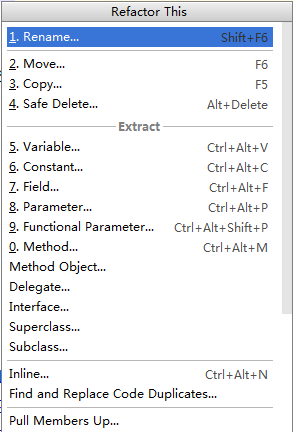 Refactor This
1. Rename... Shift+F6
2. Move... F6
3. Copy... F5
4. Safe Delete... Alt+Delete
Extract
5. Variable... Ctrl+Alt+V
6. Constant... Ctrl+Alt+C
7. Field... Ctrl+Alt+F
8. Parameter... Ctrl+Alt+P
9. Functional Parameter... Ctrl+Alt+Shift+P
0. Method... Ctrl+Alt+M
Method Object...
Delegate...
Interface...
Superclass...
Subclass...
Inline... Ctrl+Alt+N
Find and Replace Code Duplicates...
Pull Members Up...